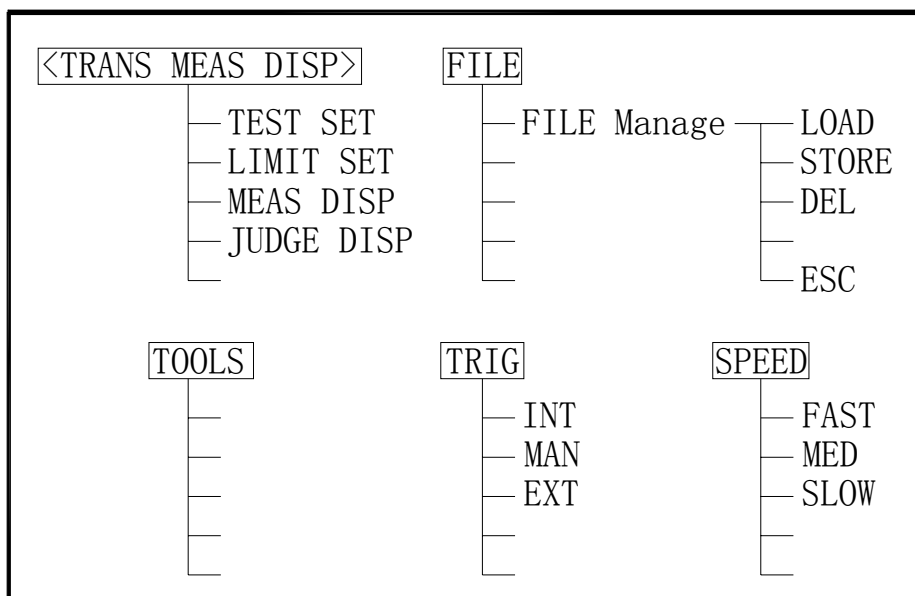 <TRANS MEAS DISP>
TEST SET
LIMIT SET
MEAS DISP
JUDGE DISP
FILE
FILE Manage
LOAD
STORE
DEL
ESC
TOOLS
TRIG
INT
MAN
EXT
SPEED
FAST
MED
SLOW